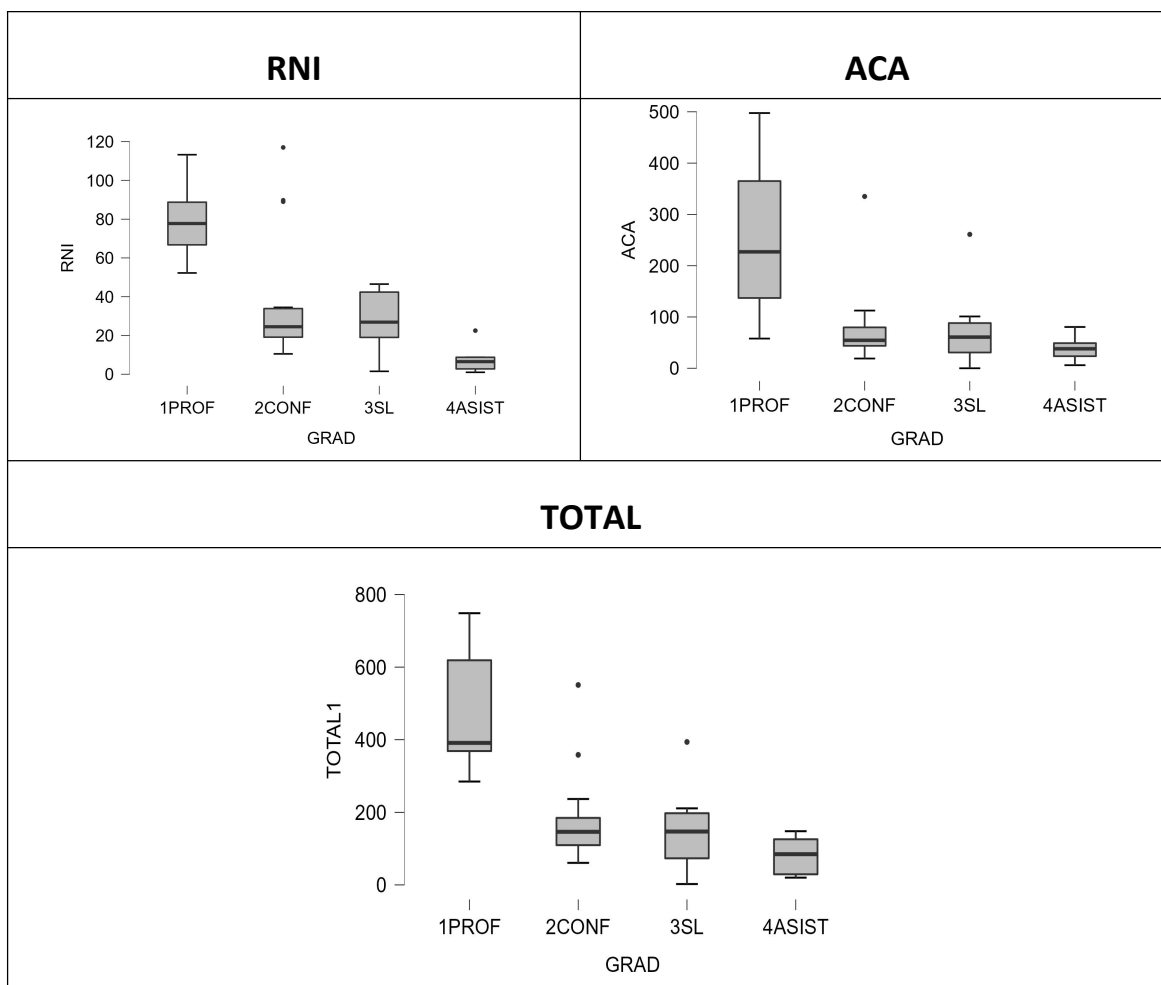 RNI
ACA
120
100
80
60
40
20
0
RNI
1PROF 2CONF 3SL 4ASIST
GRAD
500
400
300
200
100
0
ACA
1PROF 2CONF 3SL 4ASIST
GRAD
TOTAL
800
600
400
200
0
TOTAL1
1PROF 2CONF 3SL 4ASIST
GRAD